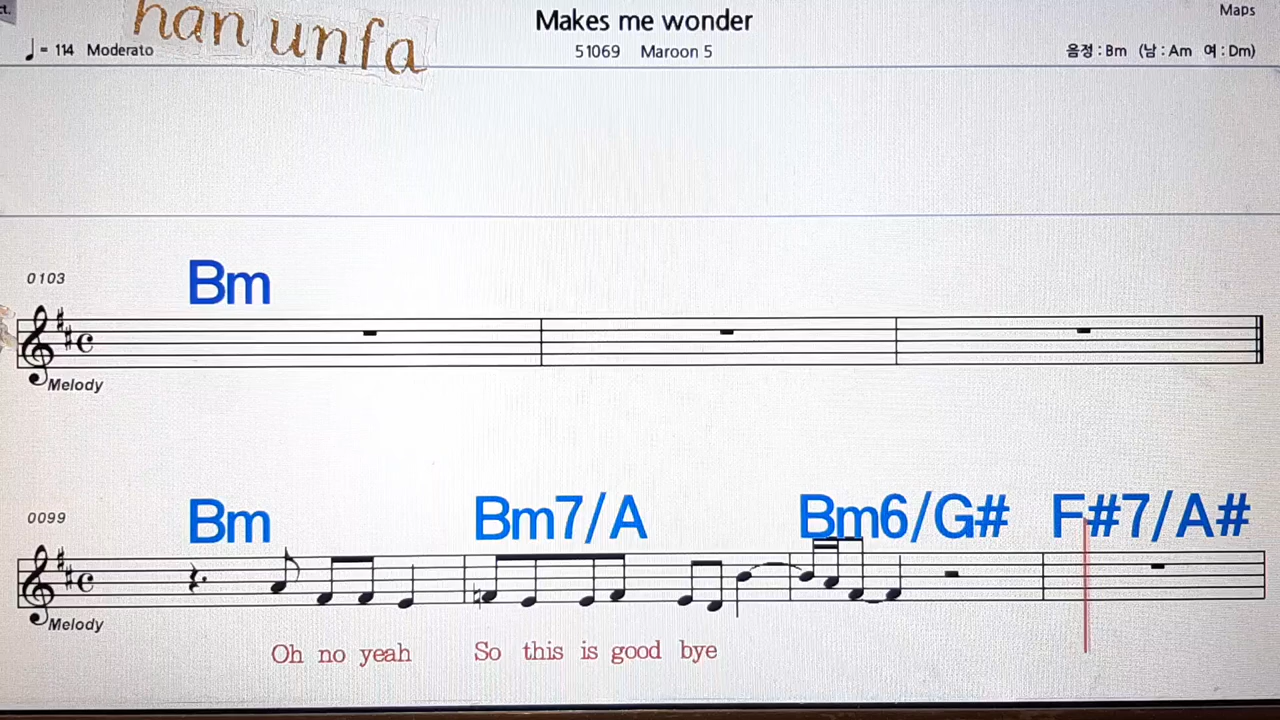 han unfa
Makes me wonder
Maps
♩= 114 Moderato
51069 Maroon 5
음정 : Bm (남 : Am 여 : Dm)
0103
Bm
Melody
0099
Bm Bm7/A Bm6/G# F#7/A#
Melody
Oh no yeah So this is good bye